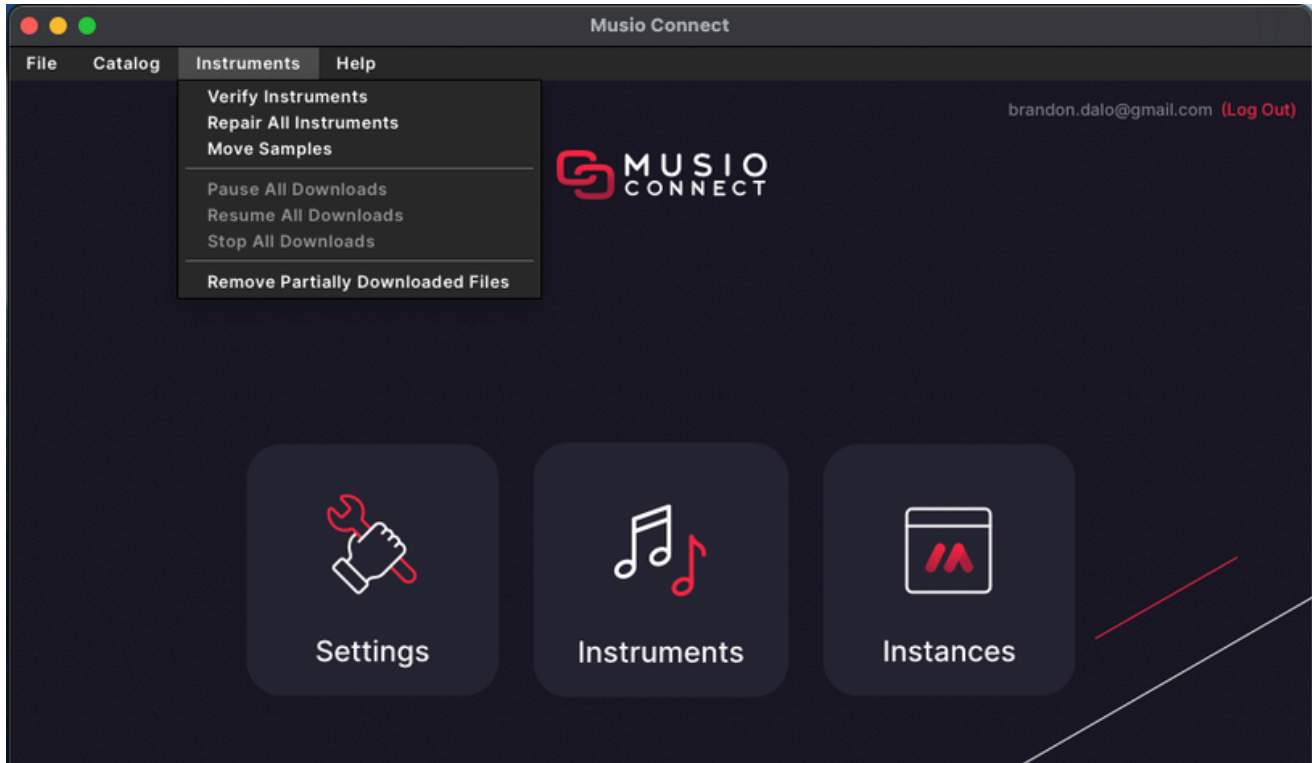 Musio Connect
File Catalog Instruments Help
Verify Instruments
Repair All Instruments
Move Samples
Pause All Downloads
Resume All Downloads
Stop All Downloads
Remove Partially Downloaded Files
brandon.dalo@gmail.com (Log Out)
MUSIO
CONNECT
Settings Instruments Instances